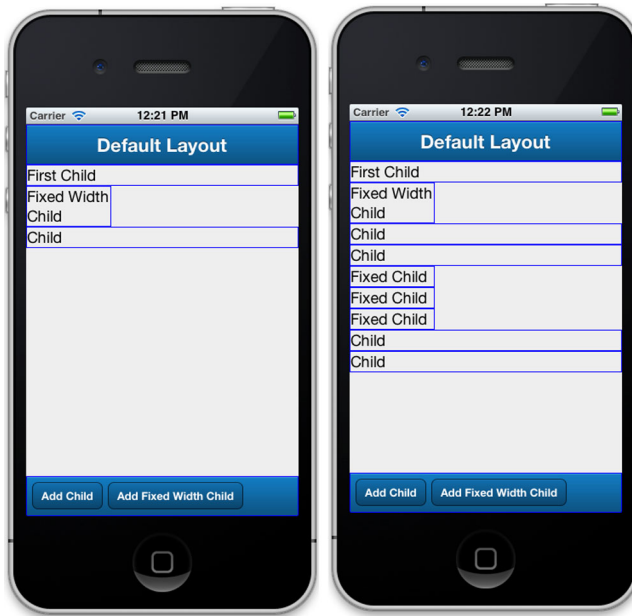 Carrier 12:21 PM
Default Layout
First Child
Fixed Width
Child
Child
Add Child Add Fixed Width Child
Carrier 12:22 PM
Default Layout
First Child
Fixed Width
Child
Child
Child
Fixed Child
Fixed Child
Fixed Child
Child
Child
Add Child Add Fixed Width Child